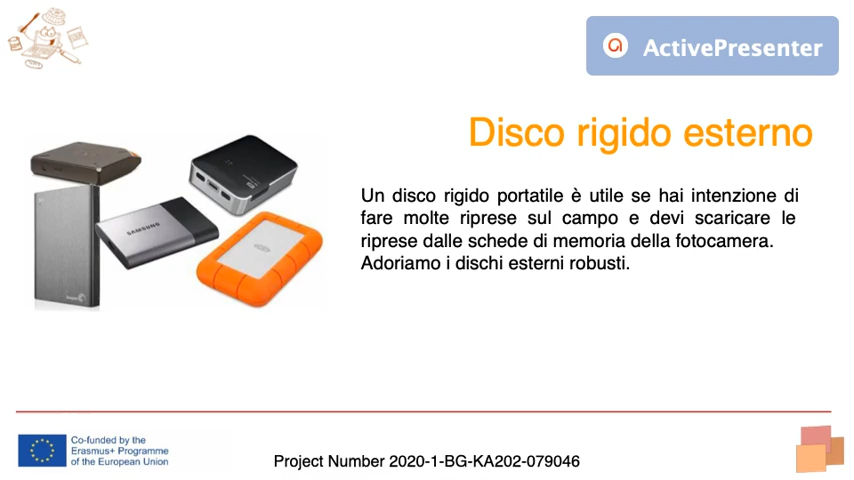 ActivePresenter
Disco rigido esterno
Un disco rigido portatile è utile se hai intenzione di
fare molte riprese sul campo e devi scaricare le
riprese dalle schede di memoria della fotocamera.
Adoriamo i dischi esterni robusti.
SAMSUNG
Co-funded by the
Erasmus+ Programme
of the European Union
Project Number 2020-1-BG-KA202-079046